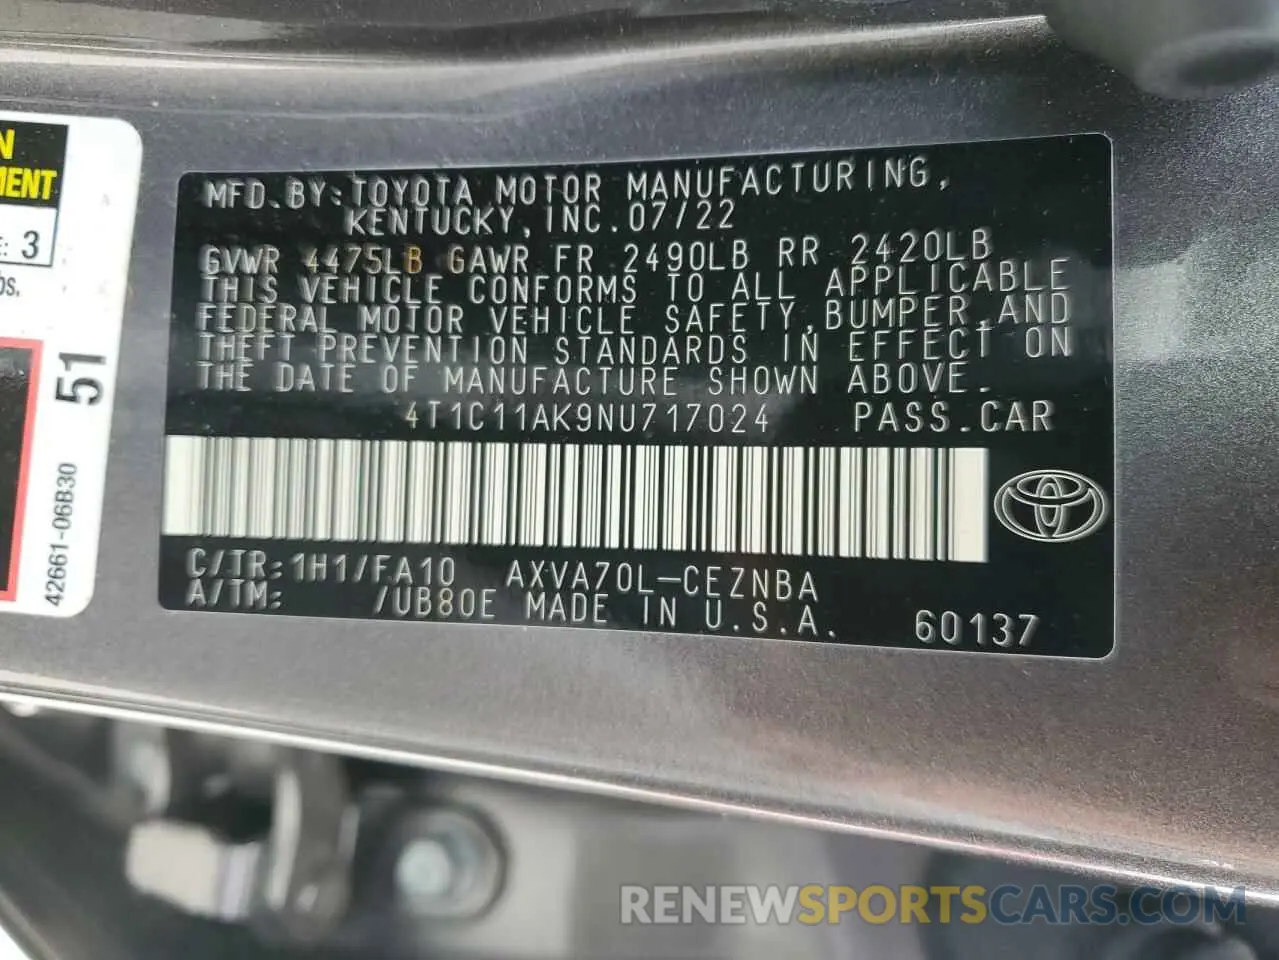 N
MENT
E: 3
os.
51
42661-06B30
MFD.BY:TOYOTA MOTOR MANUFACTURING,
KENTUCKY,INC.07/22
GVWR 4475LB GAWR FR 2490LB RR 2420LB
THIS VEHICLE CONFORMS TO ALL APPLICABLE
FEDERAL MOTOR VEHICLE SAFETY,BUMPER,AND
THEFT PREVENTION STANDARDS IN EFFECT ON
THE DATE OF MANUFACTURE SHOWN ABOVE.
4T1C11AK9NU717024 PASS.CAR
C/TR:1H1/FA10 AXVA70L-CEZNBA
A/TM: /UB80E MADE IN U.S.A. 60137
RENEWSPORTSCARS.COM